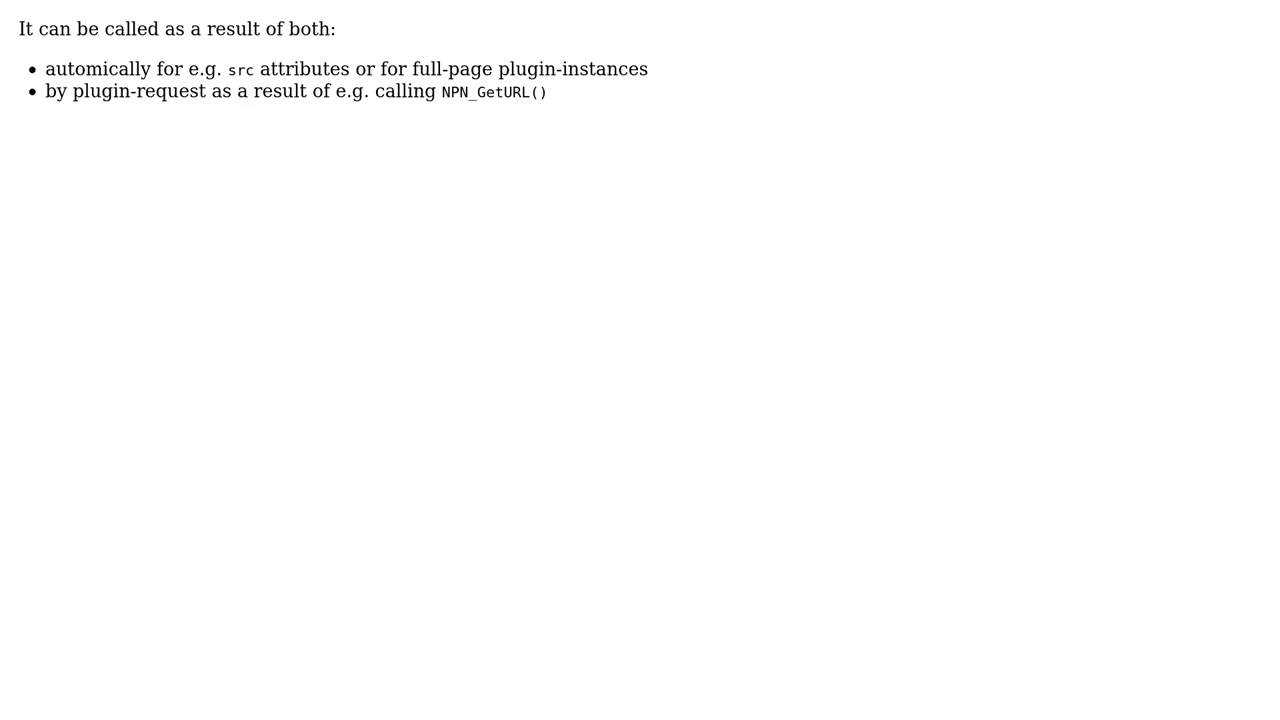 It can be called as a result of both:
• automically for e.g. src attributes or for full-page plugin-instances
• by plugin-request as a result of e.g. calling NPN_GetURL()